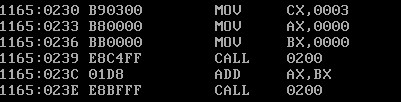 1165:0230 B90300 MOV CX,0003
1165:0233 B80000 MOV AX,0000
1165:0236 BB0000 MOV BX,0000
1165:0239 E8C4FF CALL 0200
1165:023C 01D8 ADD AX,BX
1165:023E E8BFFF CALL 0200